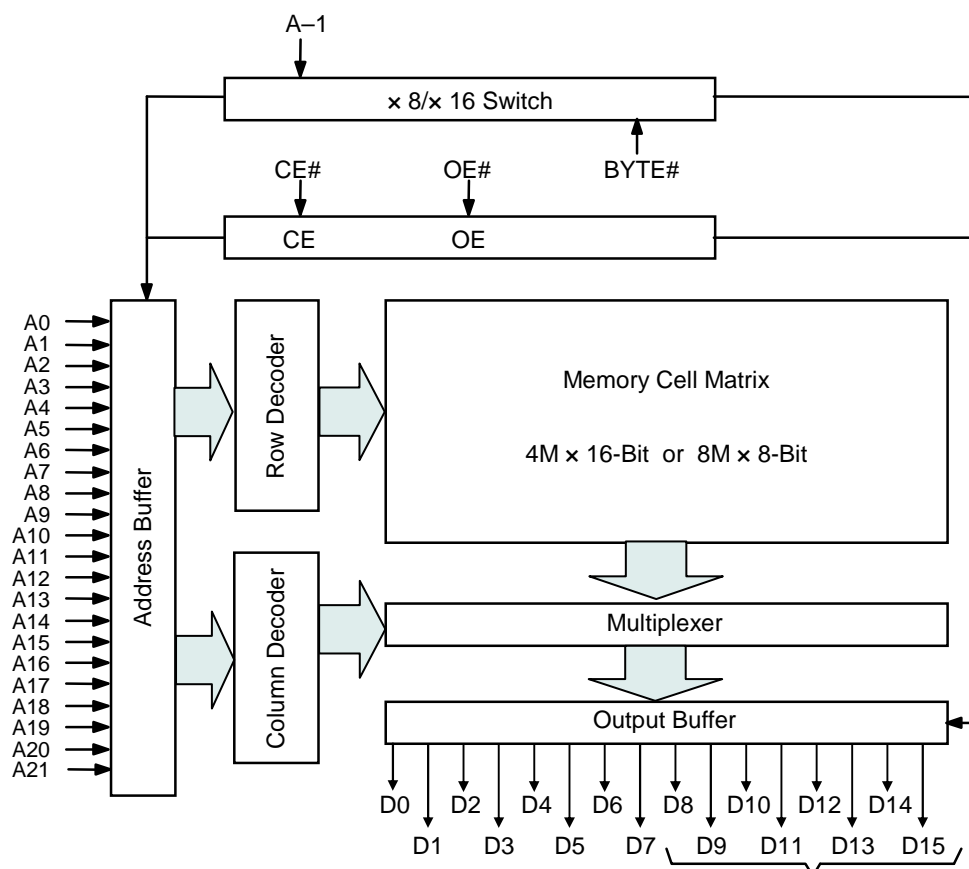 A–1
× 8/× 16 Switch
CE#
OE#
BYTE#
CE
OE
A0
A1
A2
A3
A4
A5
A6
A7
A8
A9
A10
A11
A12
A13
A14
A15
A16
A17
A18
A19
A20
A21
Address Buffer
Row Decoder
Column Decoder
Memory Cell Matrix
4M × 16-Bit or 8M × 8-Bit
Multiplexer
Output Buffer
D0 D2 D4 D6 D8 D10 D12 D14
D1 D3 D5 D7 D9 D11 D13 D15